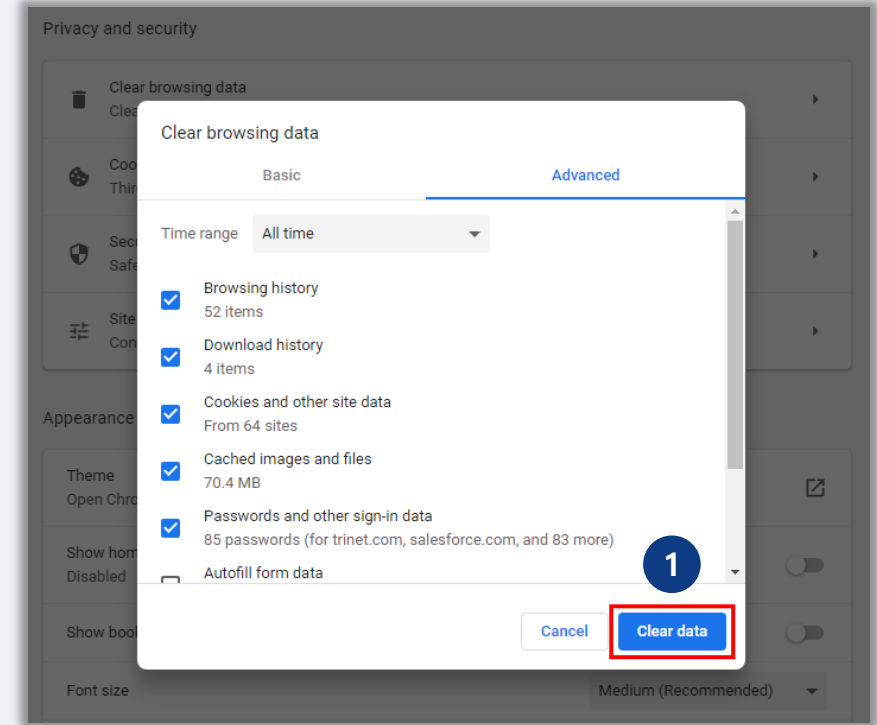 Privacy and security
Clear browsing data
Clea
Clear browsing data
Basic
Advanced
Coo
Thir
Time range
All time
Secu
Safe
Browsing history
52 items
Site
Con
Download history
4 items
Cookies and other site data
From 64 sites
Appearance
Cached images and files
70.4 MB
Theme
Open Chro
Passwords and other sign-in data
85 passwords (for trinet.com, salesforce.com, and 83 more)
Show hom
Disabled
Autofill form data
1
Show bool
Cancel
Clear data
Font size
Medium (Recommended)